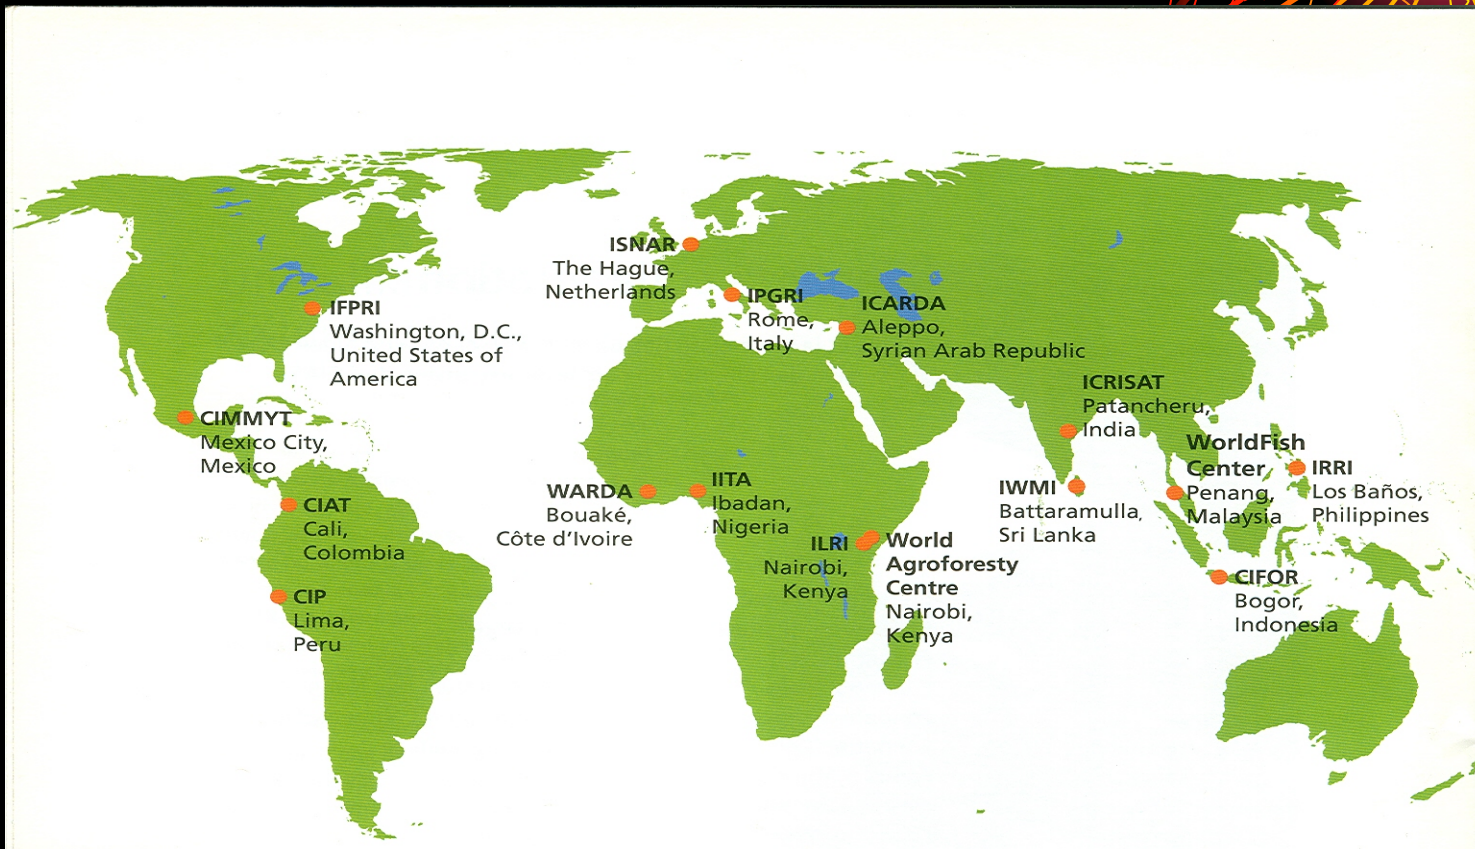 ISNAR
The Hague,
Netherlands
IFPRI
Washington, D.C.,
United States of
America
IPGRI
Rome,
Italy
ICARDA
Aleppo,
Syrian Arab Republic
CIMMYT
Mexico City,
Mexico
ICRISAT
Patancheru,
India
WorldFish
Center
Penang,
Malaysia
IRRI
Los Baños,
Philippines
WARDA
Bouaké,
Côte d'Ivoire
IITA
Ibadan,
Nigeria
IWMI
Battaramulla,
Sri Lanka
CIAT
Cali,
Colombia
ILRI
Nairobi,
Kenya
World
Agroforesty
Centre
Nairobi,
Kenya
CIFOR
Bogor,
Indonesia
CIP
Lima,
Peru